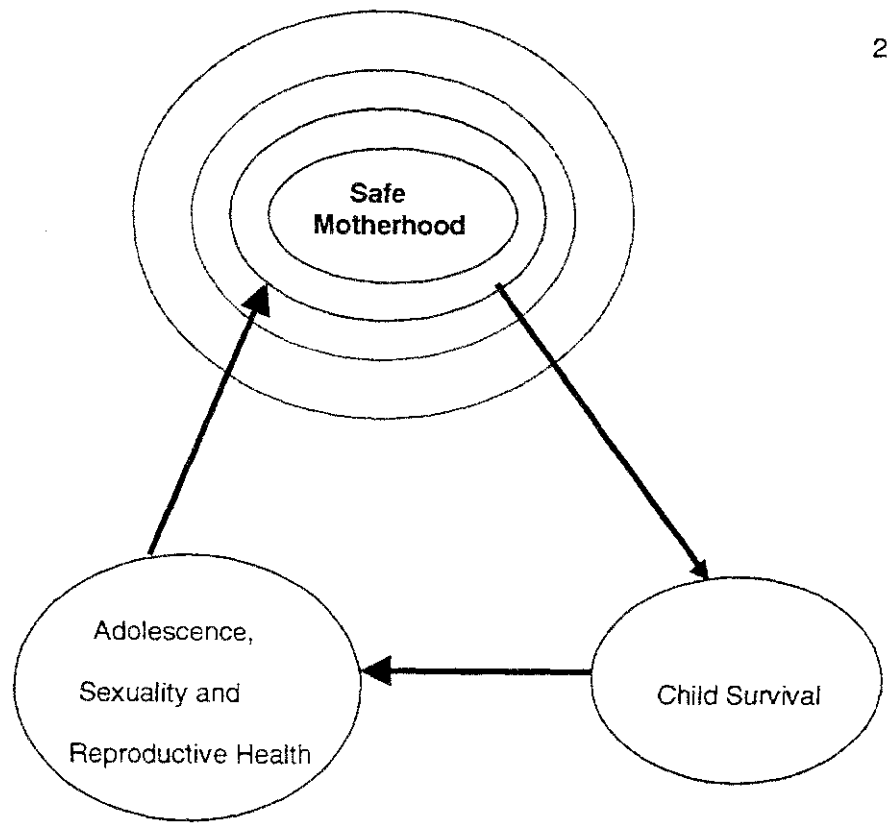 2
Safe
Motherhood
Adolescence,
Sexuality and
Reproductive Health
Child Survival